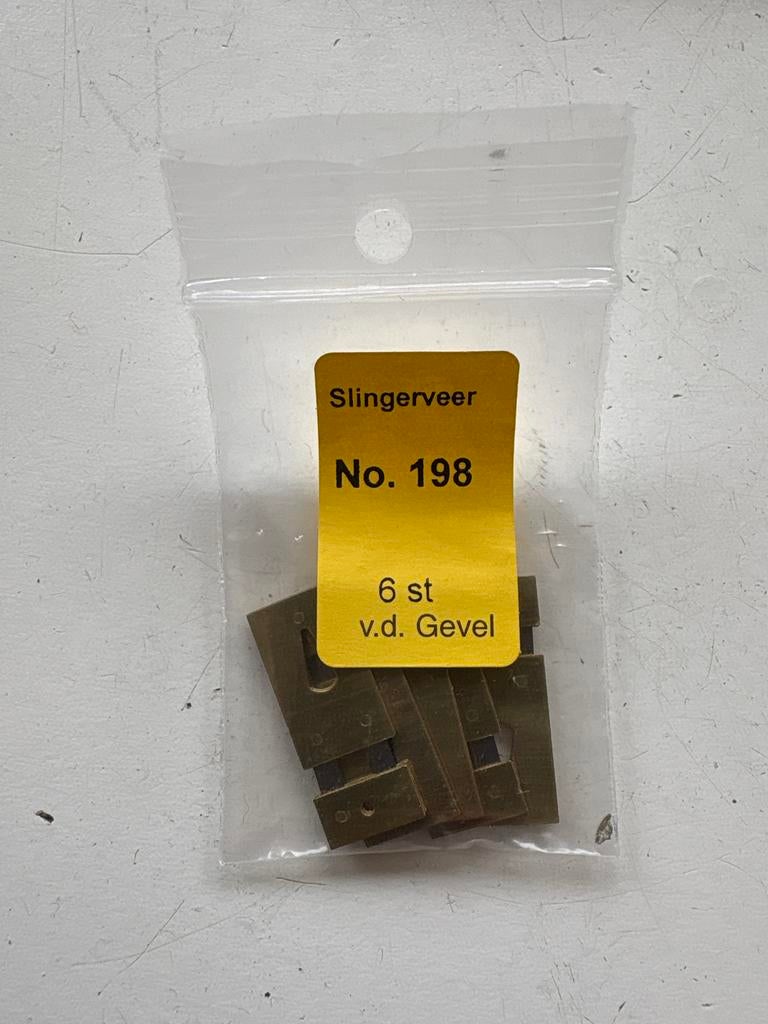 Slingerveer
No. 198
6 st
v.d. Gevel